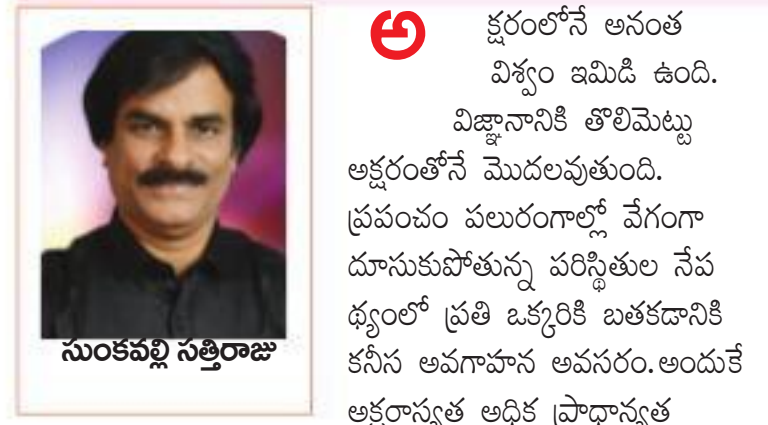 సుంకవల్లి సత్తిరాజు
అక్షరంలోనే అనంత
విశ్వం ఇమిడి ఉంది.
విజ్ఞానానికి తొలిమెట్టు
అక్షరంతోనే మొదలవుతుంది.
ప్రపంచం పలురంగాల్లో వేగంగా
దూసుకుపోతున్న పరిస్థితుల నేప
థ్యంలో ప్రతి ఒక్కరికి బతకడానికి
కనీస అవగాహన అవసరం.అందుకే
అక్షరాస్యత అధిక ప్రాధాన్యత